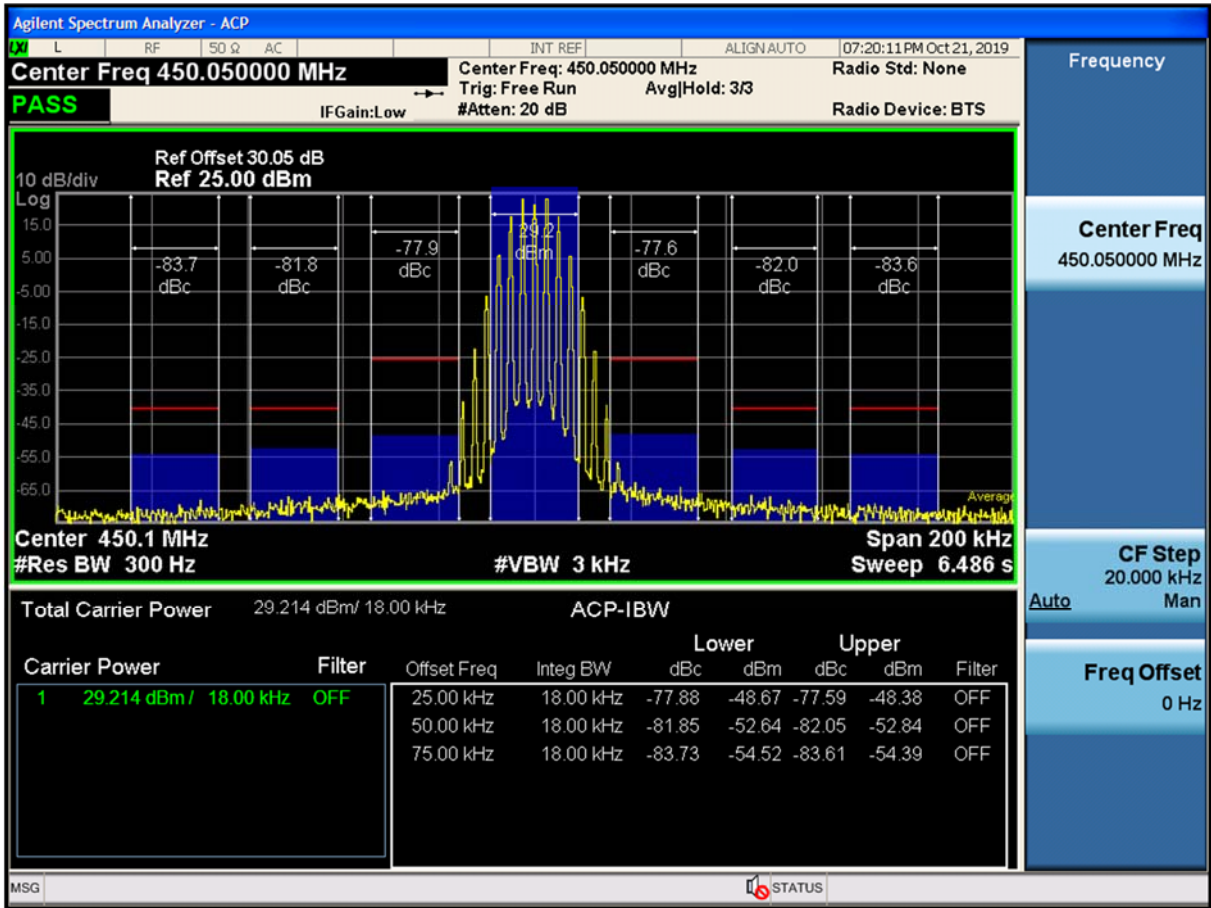 Agilent Spectrum Analyzer - ACP
LXI L RF 50 Ω AC INT REF ALIGN AUTO 07:20:11 PM Oct 21, 2019
Center Freq 450.050000 MHz
PASS
IFGain:Low
Center Freq: 450.050000 MHz
Trig: Free Run Avg|Hold: 3/3
#Atten: 20 dB
Radio Std: None
Radio Device: BTS
Ref Offset 30.05 dB
10 dB/div Ref 25.00 dBm
Log
15.0
5.00
-5.00
-15.0
-25.0
-35.0
-45.0
-55.0
-65.0
-83.7
dBc
-81.8
dBc
-77.9
dBc
29.2
dBm
-77.6
dBc
-82.0
dBc
-83.6
dBc
Average
Center 450.1 MHz Span 200 kHz
#Res BW 300 Hz #VBW 3 kHz Sweep 6.486 s
Total Carrier Power 29.214 dBm/ 18.00 kHz ACP-IBW
Lower Upper
Carrier Power Filter Offset Freq Integ BW dBc dBm dBc dBm Filter
1 29.214 dBm / 18.00 kHz OFF 25.00 kHz 18.00 kHz -77.88 -48.67 -77.59 -48.38 OFF
50.00 kHz 18.00 kHz -81.85 -52.64 -82.05 -52.84 OFF
75.00 kHz 18.00 kHz -83.73 -54.52 -83.61 -54.39 OFF
MSG STATUS
Frequency
Center Freq
450.050000 MHz
CF Step
20.000 kHz
Auto Man
Freq Offset
0 Hz